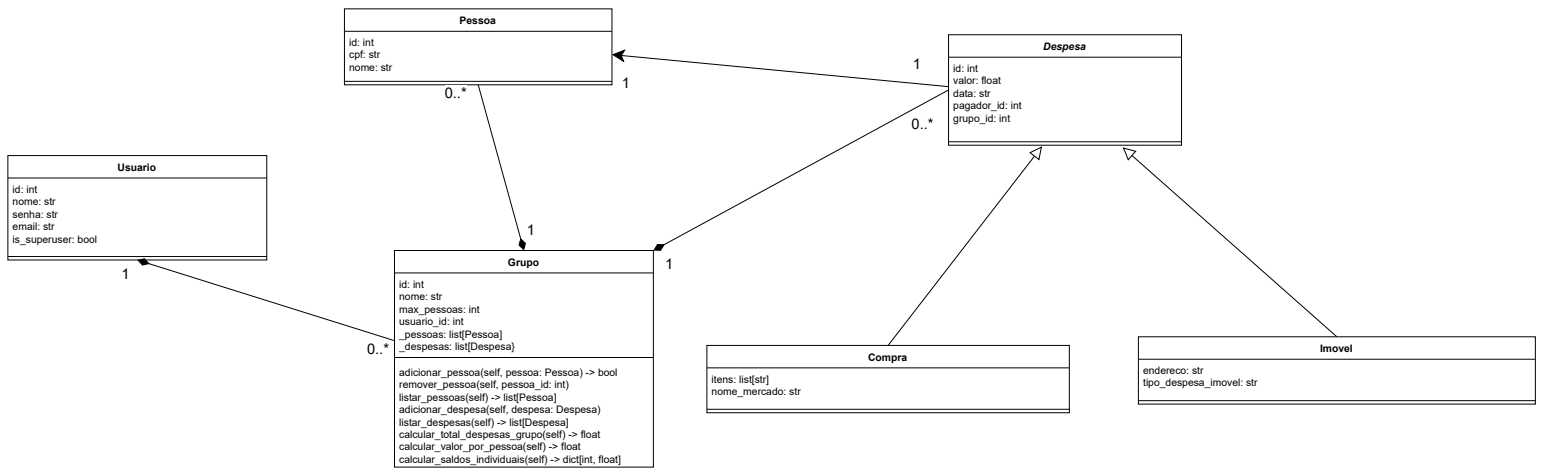 Pessoa
id: int
cpf: str
nome: str
0..*
1
Despesa
id: int
valor: float
data: str
pagador_id: int
grupo_id: int
1
0..*
Usuario
id: int
nome: str
senha: str
email: str
is_superuser: bool
1
0..*
1
1
Grupo
id: int
nome: str
max_pessoas: int
usuario_id: int
_pessoas: list[Pessoa]
_despesas: list[Despesa}
adicionar_pessoa(self, pessoa: Pessoa) -> bool
remover_pessoa(self, pessoa_id: int)
listar_pessoas(self) -> list[Pessoa]
adicionar_despesa(self, despesa: Despesa)
listar_despesas(self) -> list[Despesa]
calcular_total_despesas_grupo(self) -> float
calcular_valor_por_pessoa(self) -> float
calcular_saldos_individuais(self) -> dict[int, float]
Compra
itens: list[str]
nome_mercado: str
Imovel
endereco: str
tipo_despesa_imovel: str